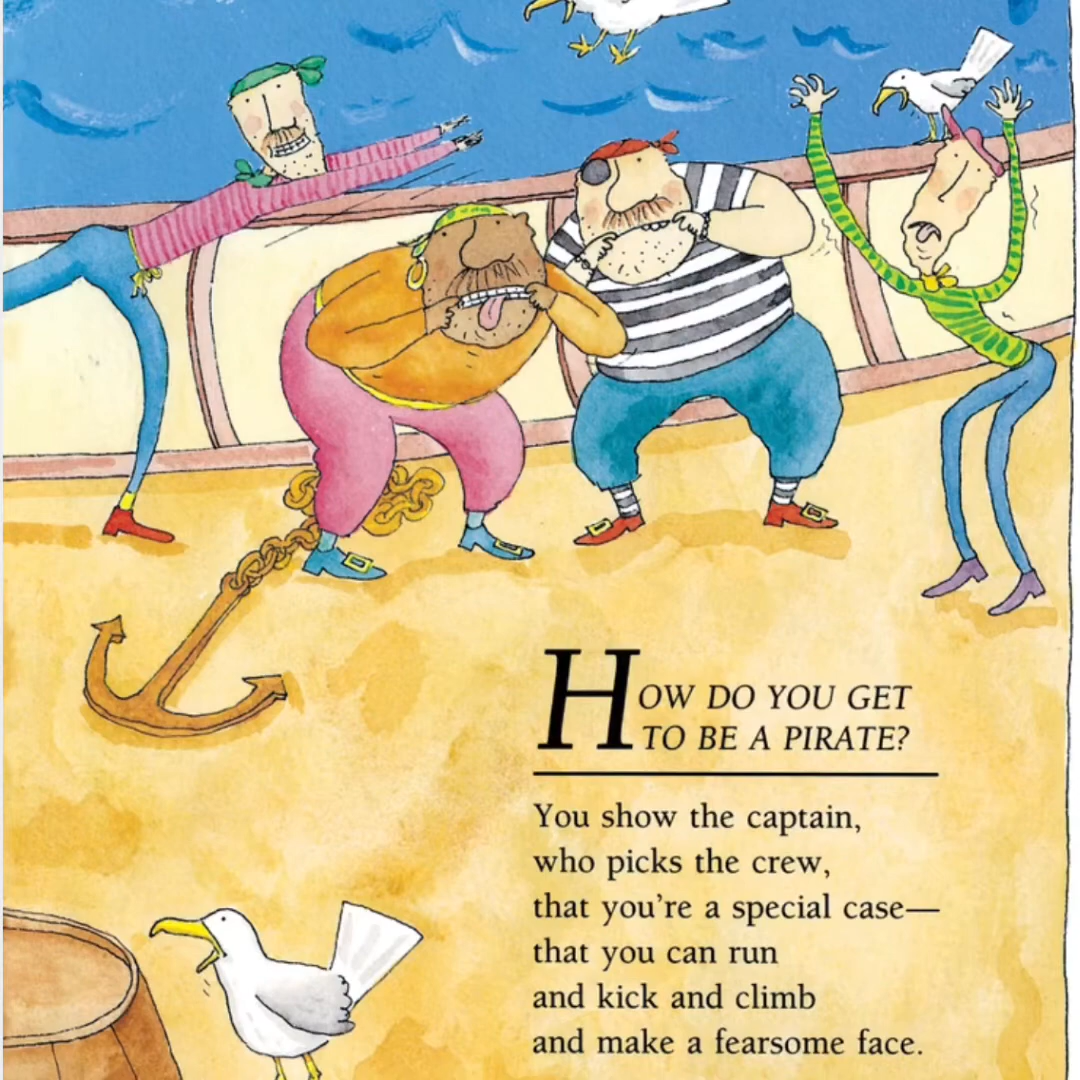 HOW DO YOU GET
TO BE A PIRATE?
You show the captain,
who picks the crew,
that you're a special case—
that you can run
and kick and climb
and make a fearsome face.